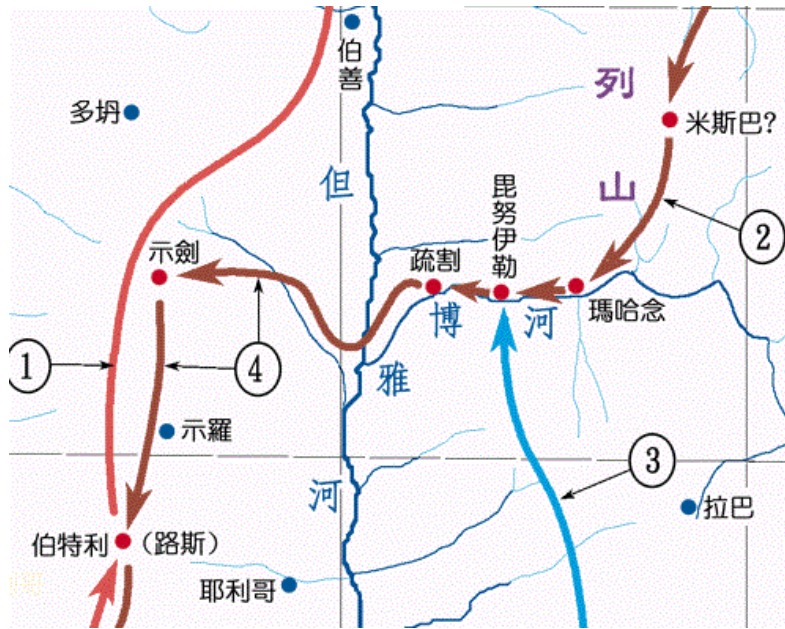 伯善
列
多坍
米斯巴?
但
山
毘努伊勒
2
示劍
疏割
瑪哈念
博
河
1
4
雅
示羅
3
河
拉巴
伯特利
(路斯)
耶利哥